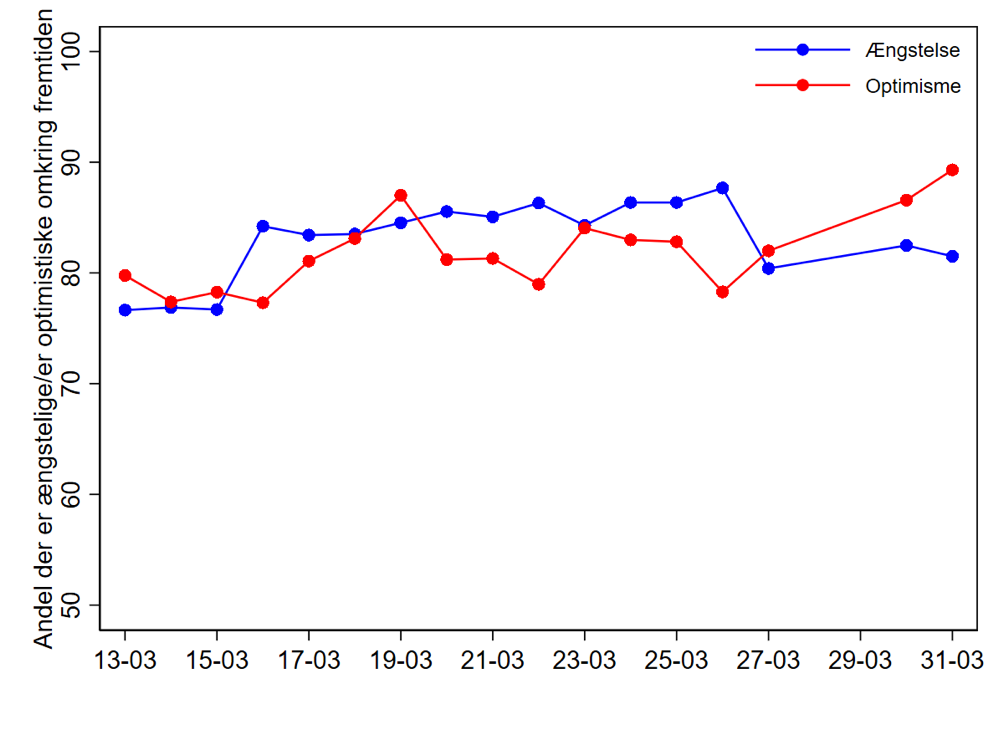 Andel der er ængstelige/er optimistiske omkring fremtiden
100
90
80
70
60
50
Ængstelse
Optimisme
13-03 15-03 17-03 19-03 21-03 23-03 25-03 27-03 29-03 31-03